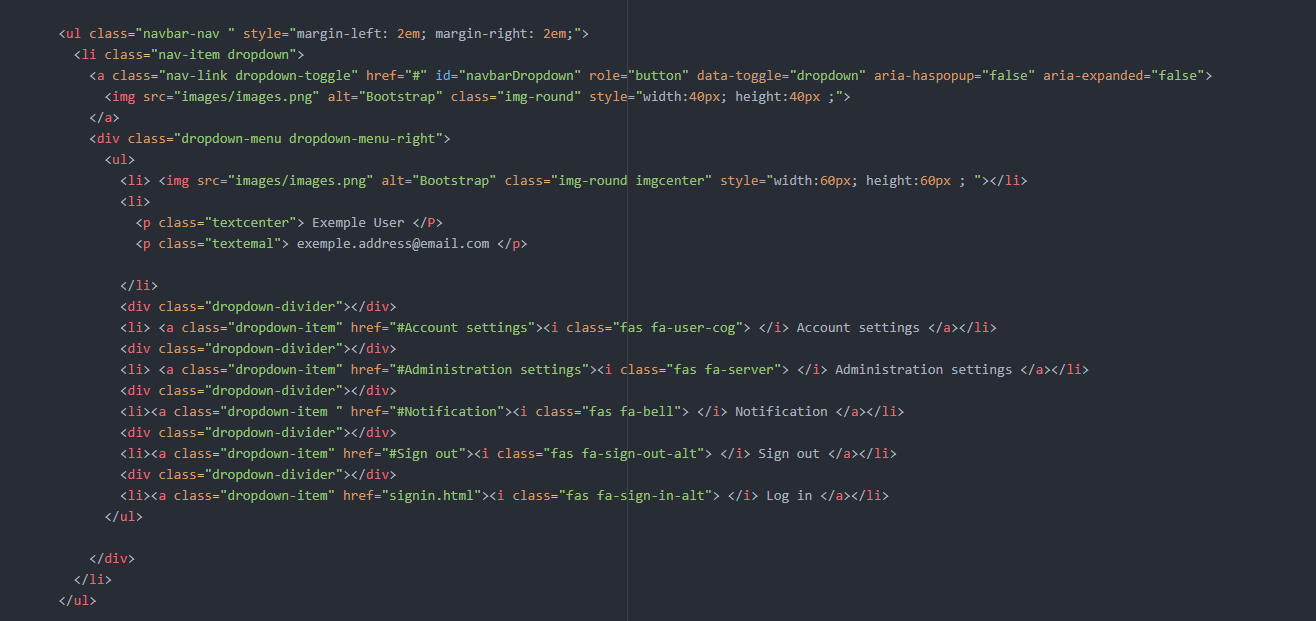 <ul class="navbar-nav " style="margin-left: 2em; margin-right: 2em;">
<li class="nav-item dropdown">
<a class="nav-link dropdown-toggle" href="#" id="navbarDropdown" role="button" data-toggle="dropdown" aria-haspopup="false" aria-expanded="false">
<img src="images/images.png" alt="Bootstrap" class="img-round" style="width:40px; height:40px ;">
</a>
<div class="dropdown-menu dropdown-menu-right">
<ul>
<li> <img src="images/images.png" alt="Bootstrap" class="img-round imgcenter" style="width:60px; height:60px ; "></li>
<li>
<p class="textcenter"> Exemple User </P>
<p class="textemal"> exemple.address@email.com </p>
</li>
<div class="dropdown-divider"></div>
<li> <a class="dropdown-item" href="#Account settings"><i class="fas fa-user-cog"> </i> Account settings </a></li>
<div class="dropdown-divider"></div>
<li> <a class="dropdown-item" href="#Administration settings"><i class="fas fa-server"> </i> Administration settings </a></li>
<div class="dropdown-divider"></div>
<li><a class="dropdown-item " href="#Notification"><i class="fas fa-bell"> </i> Notification </a></li>
<div class="dropdown-divider"></div>
<li><a class="dropdown-item" href="#Sign out"><i class="fas fa-sign-out-alt"> </i> Sign out </a></li>
<div class="dropdown-divider"></div>
<li><a class="dropdown-item" href="signin.html"><i class="fas fa-sign-in-alt"> </i> Log in </a></li>
</ul>
</div>
</li>
</ul>